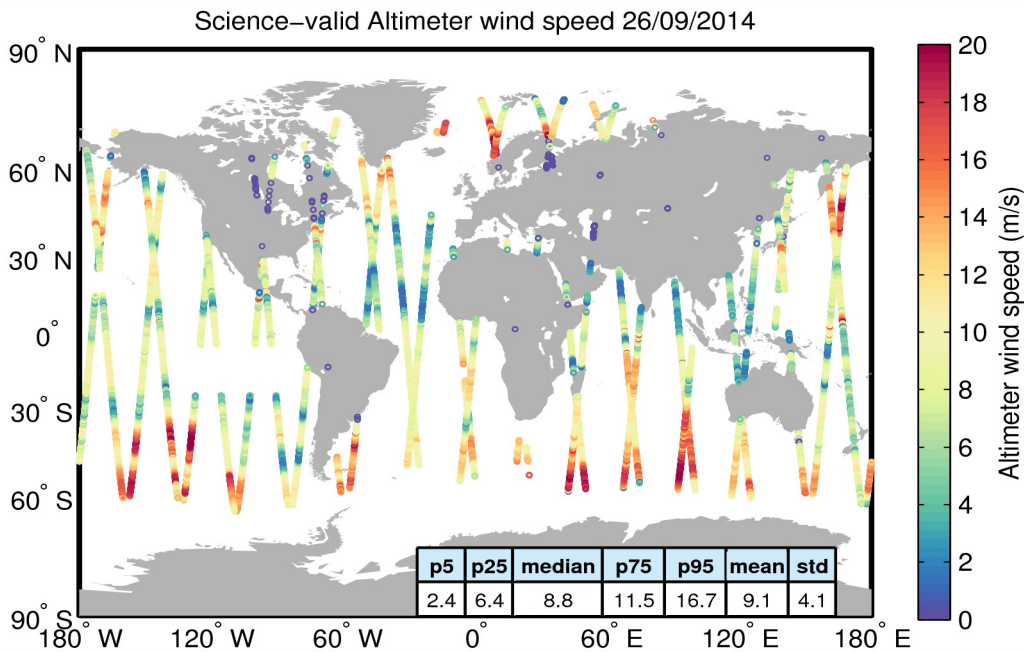 Science-valid Altimeter wind speed 26/09/2014
90° N
60° N
30° N
0°
30° S
60° S
90° S
180° W
120° W
60° W
0°
60° E
120° E
180° E
p5 p25 median p75 p95 mean std
2.4 6.4 8.8 11.5 16.7 9.1 4.1
20
18
16
14
12
10
8
6
4
2
0
Altimeter wind speed (m/s)